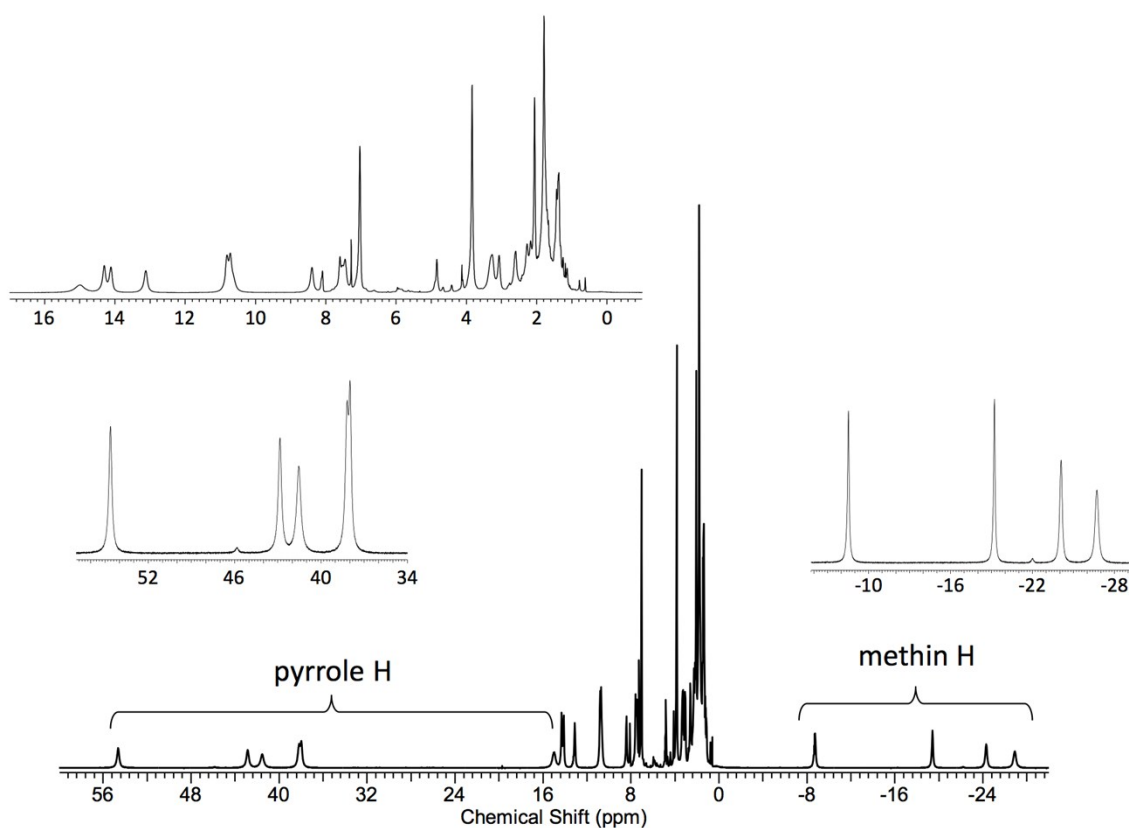 16 14 12 10 8 6 4 2 0
52 46 40 34
-10 -16 -22 -28
pyrrole H
methin H
56 48 40 32 24 16 8 0 -8 -16 -24
Chemical Shift (ppm)